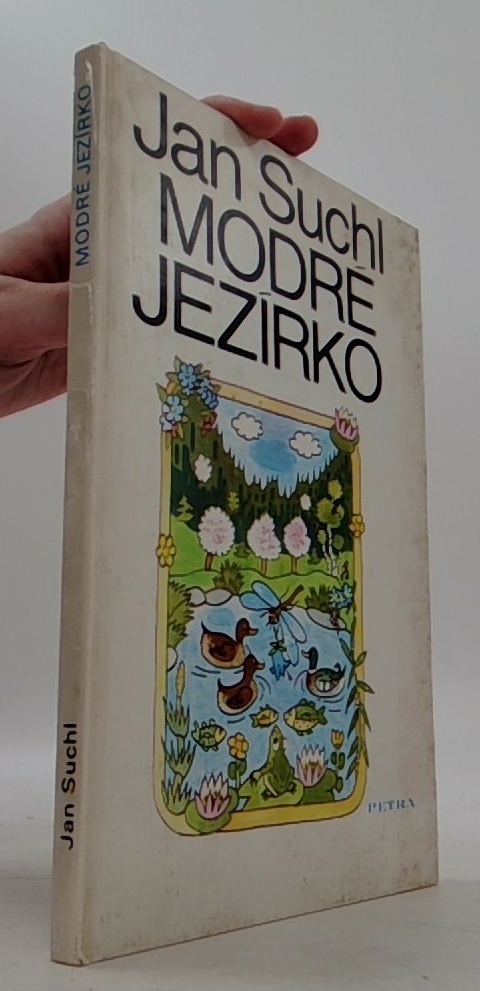 Jan Suchl
MODRÉ
JEZÍRKO
PETRA
MODRÉ JEZÍRKO
Jan Suchl